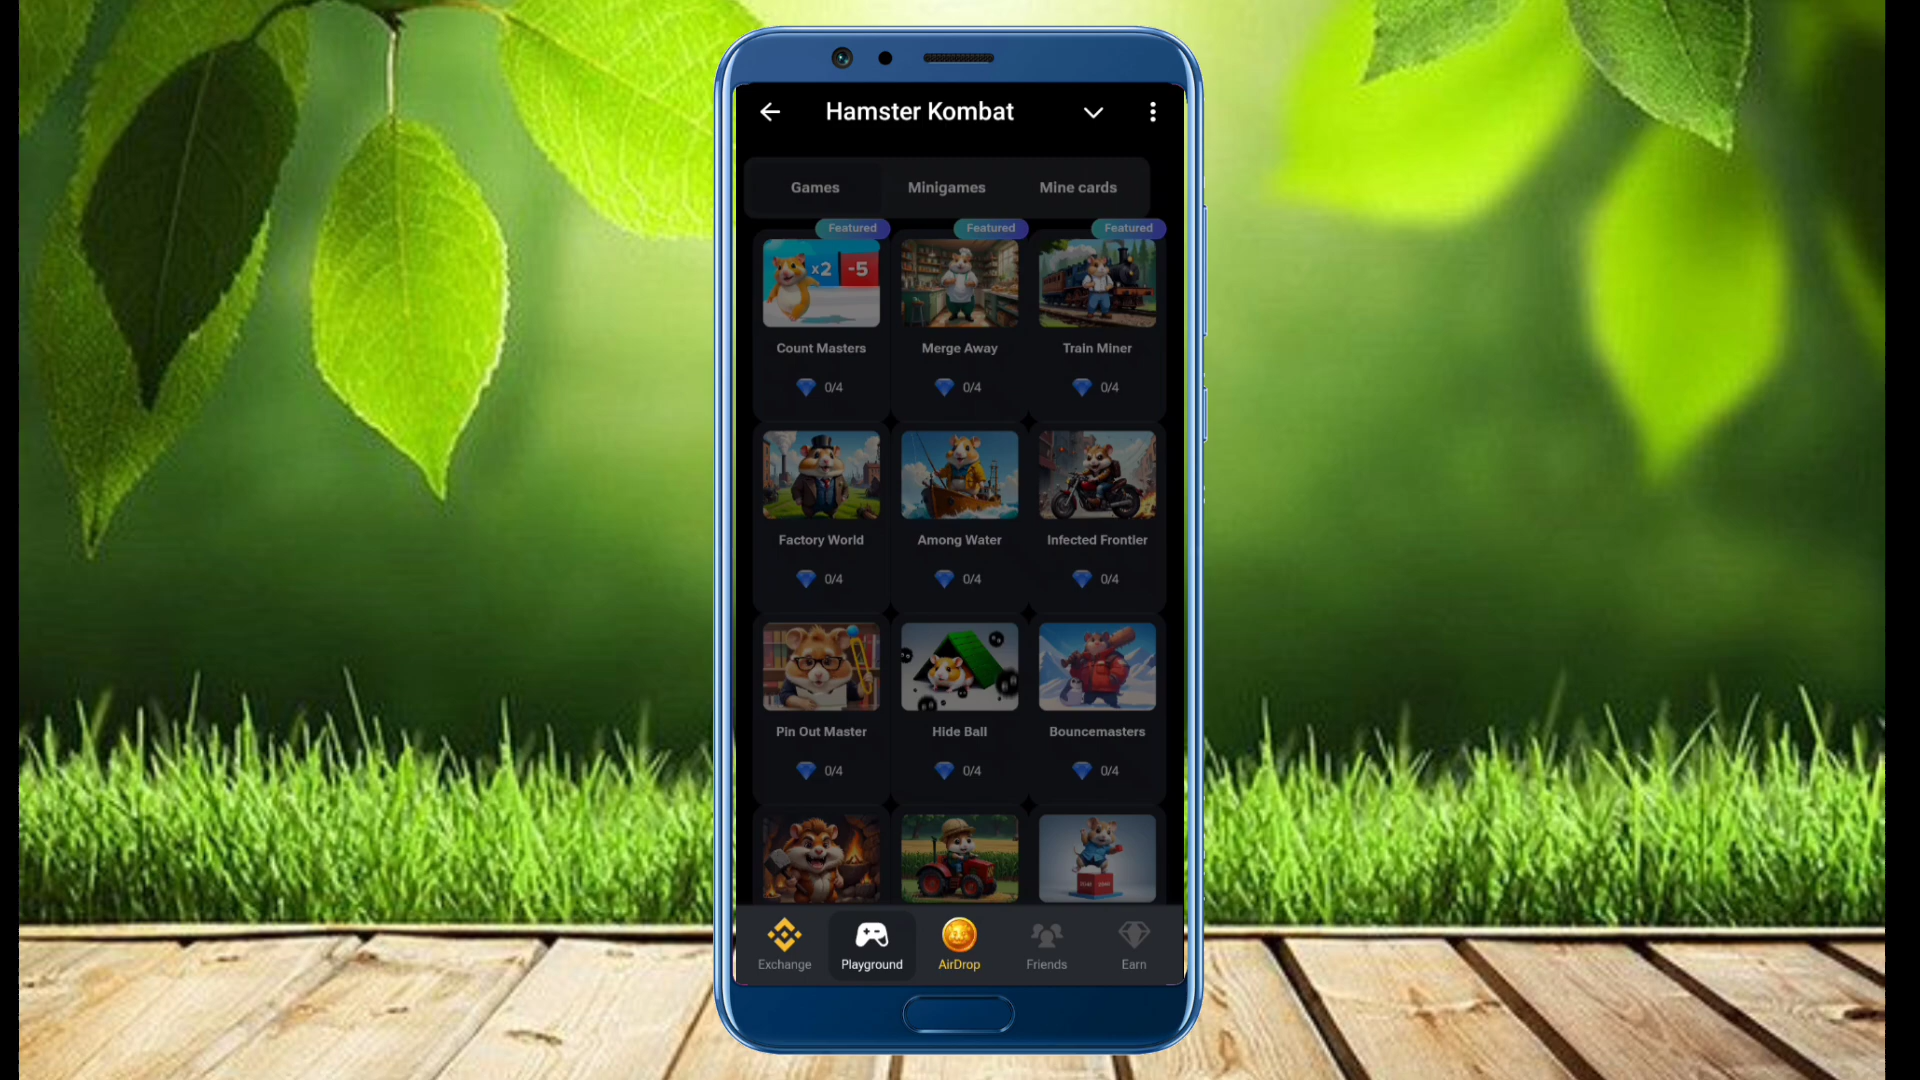 Hamster Kombat
Games Minigames Mine cards
Featured Featured Featured
x2 -5
Count Masters Merge Away Train Miner
0/4 0/4 0/4
Factory World Among Water Infected Frontier
0/4 0/4 0/4
Pin Out Master Hide Ball Bouncemasters
0/4 0/4 0/4
Exchange Playground AirDrop Friends Earn